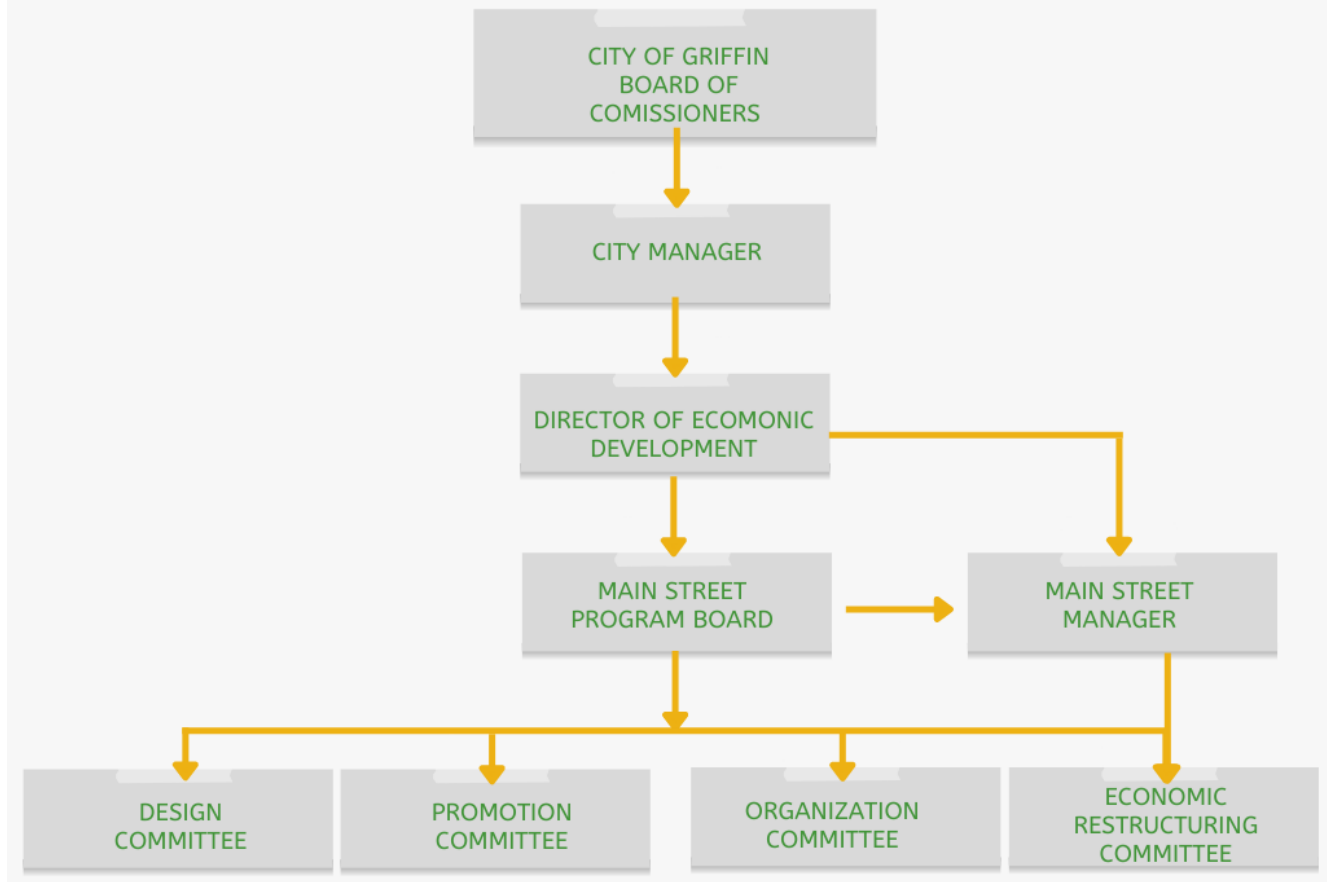 CITY OF GRIFFIN
BOARD OF
COMISSIONERS
CITY MANAGER
DIRECTOR OF ECOMONIC
DEVELOPMENT
MAIN STREET
PROGRAM BOARD
MAIN STREET
MANAGER
DESIGN
COMMITTEE
PROMOTION
COMMITTEE
ORGANIZATION
COMMITTEE
ECONOMIC
RESTRUCTURING
COMMITTEE